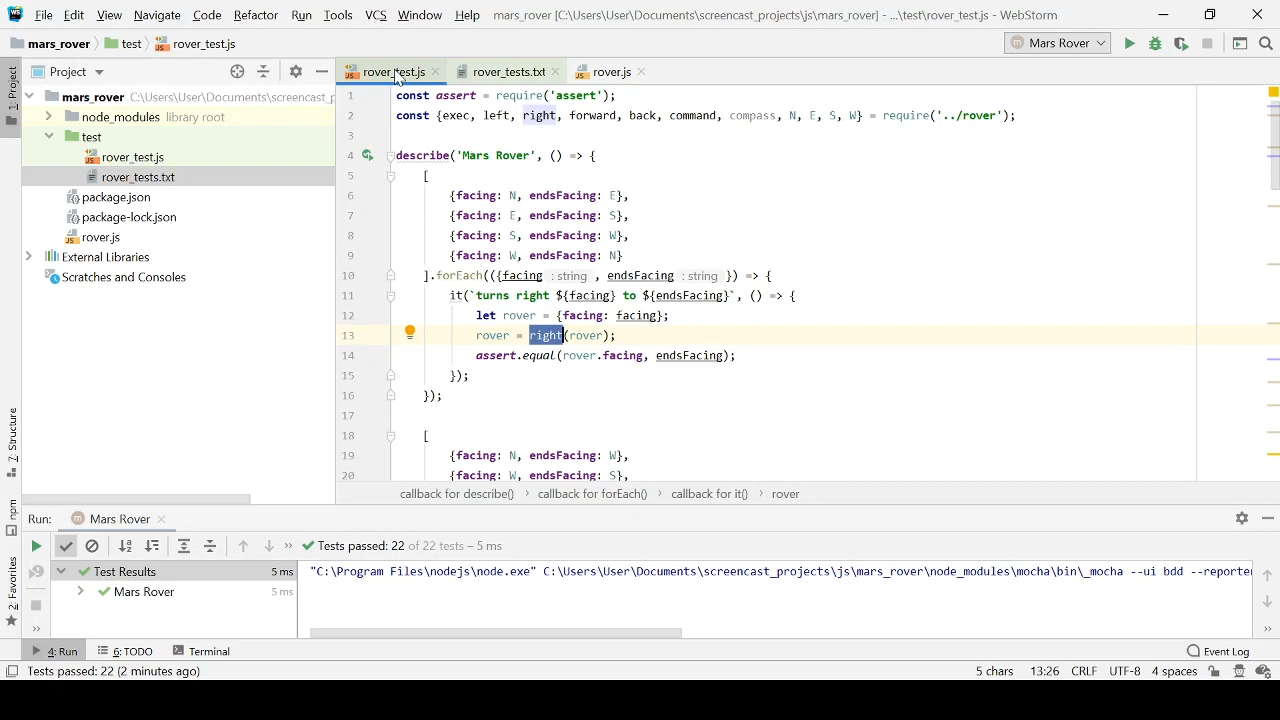 WS File Edit View Navigate Code Refactor Run Tools VCS Window Help mars_rover [C:\Users\User\Documents\screencast_projects\js\mars_rover] - ..\test\rover_test.js - WebStorm
mars_rover test rover_test.js Mars Rover
1: Project
Project
rover_test.js rover_tests.txt rover.js
mars_rover C:\Users\User\Documents\screencast_p
node_modules library root
test
rover_test.js
rover_tests.txt
package.json
package-lock.json
rover.js
External Libraries
Scratches and Consoles
1 const assert = require('assert');
2 const {exec, left, right, forward, back, command, compass, N, E, S, W} = require('../rover');
3
4 describe('Mars Rover', () => {
5 [
6 {facing: N, endsFacing: E},
7 {facing: E, endsFacing: S},
8 {facing: S, endsFacing: W},
9 {facing: W, endsFacing: N}
10 ].forEach(({facing : string , endsFacing : string }) => {
11 it(`turns right ${facing} to ${endsFacing}`, () => {
12 let rover = {facing: facing};
13 rover = right(rover);
14 assert.equal(rover.facing, endsFacing);
15 });
16 });
17
18 [
19 {facing: N, endsFacing: W},
20 {facing: W, endsFacing: S},
callback for describe() › callback for forEach() › callback for it() › rover
7: Structure
npm
2: Favorites
Run: Mars Rover
Tests passed: 22 of 22 tests – 5 ms
Test Results 5 ms
Mars Rover 5 ms
"C:\Program Files\nodejs\node.exe" C:\Users\User\Documents\screencast_projects\js\mars_rover\node_modules\mocha\bin\_mocha --ui bdd --reporter
4: Run 6: TODO Terminal Event Log
Tests passed: 22 (2 minutes ago) 5 chars 13:26 CRLF UTF-8 4 spaces